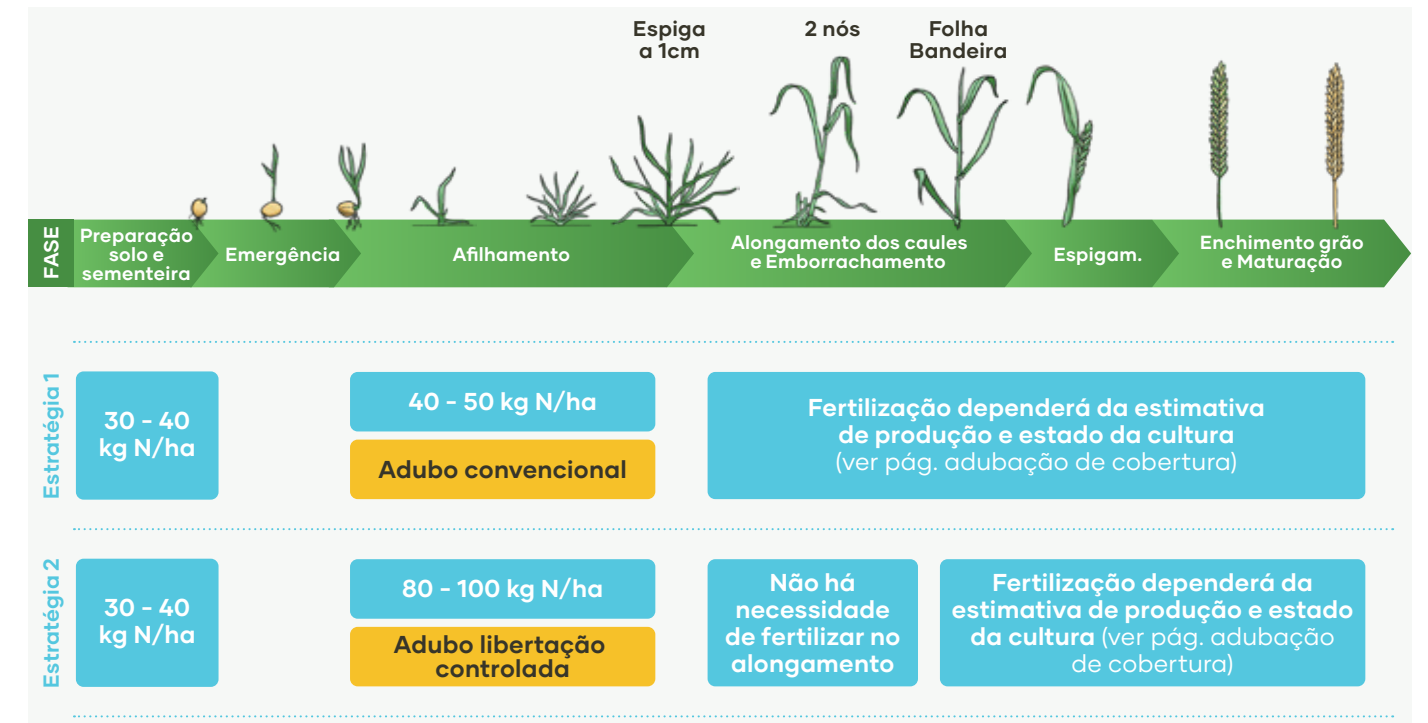 Espiga
a 1cm
2 nós
Folha
Bandeira
FASE
Preparação
solo e
sementeira
Emergência
Afilhamento
Alongamento dos caules
e Emborrachamento
Espigam.
Enchimento grão
e Maturação
Estratégia 1
30 - 40
kg N/ha
40 - 50 kg N/ha
Adubo convencional
Fertilização dependerá da estimativa
de produção e estado da cultura
(ver pág. adubação de cobertura)
Estratégia 2
30 - 40
kg N/ha
80 - 100 kg N/ha
Adubo libertação
controlada
Não há
necessidade
de fertilizar no
alongamento
Fertilização dependerá da
estimativa de produção e estado
da cultura (ver pág. adubação
de cobertura)